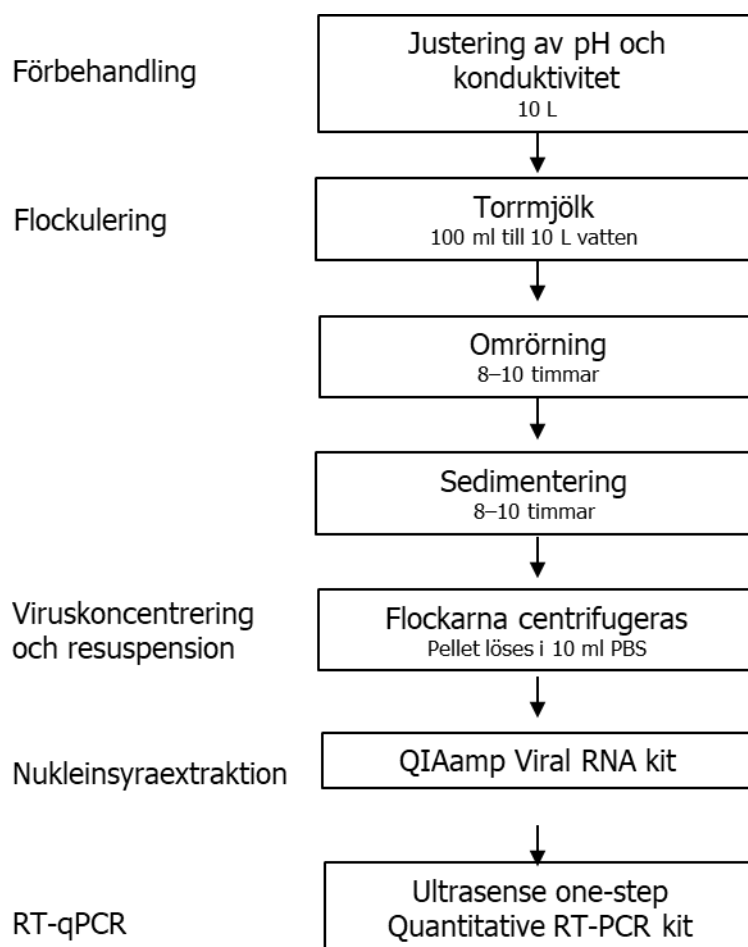 Förbehandling
Justering av pH och
konduktivitet
10 L
Flockulering
Torrmjölk
100 ml till 10 L vatten
Omrörning
8–10 timmar
Sedimentering
8–10 timmar
Viruskoncentrering
och resuspension
Flockarna centrifugeras
Pellet löses i 10 ml PBS
Nukleinsyraextraktion
QIAamp Viral RNA kit
RT-qPCR
Ultrasense one-step
Quantitative RT-PCR kit